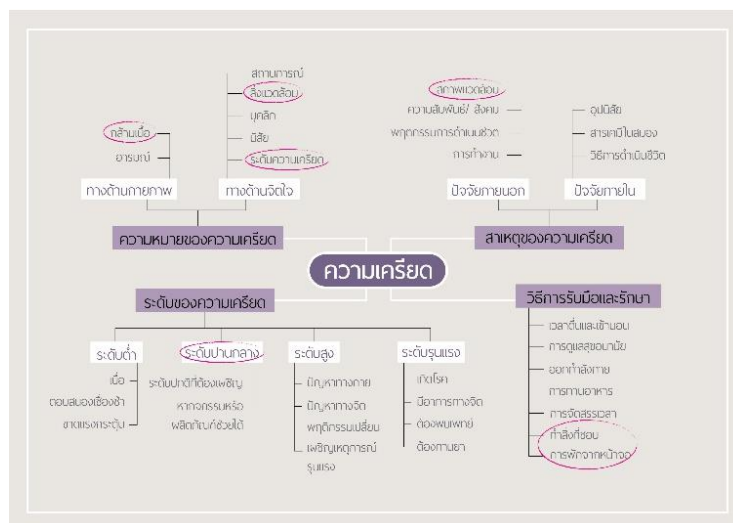 สถานการณ์
สิ่งแวดล้อม
บุคลิก
นิสัย
ระดับความเครียด
กล้ามเนื้อ
อารมณ์
ทางด้านกายภาพ
ทางด้านจิตใจ
ความหมายของความเครียด
สภาพแวดล้อม
ความสัมพันธ์/ สังคม
พฤติกรรมการดำเนนชีวิต
การทำงาน
อุปนิสัย
สารเคมีในสมอง
วิธีการดำเนินชีวิต
ปัจจัยภายนอก
ปัจจัยภายใน
สาเหตุของความเครียด
ความเครียด
ระดับของความเครียด
ระดับต่ำ
เบื่อ
ตอบสนองเชื่องช้า
ขาดแรงกระตุ้น
ระดับปานกลาง
ระดับปกติที่ต้องเผชิญ
หากิจกรรมหรือ
ผลิตภัณฑ์ช่วยได้
ระดับสูง
ปัญหาทางกาย
ปัญหาทางจิต
พฤติกรรมเปลี่ยน
เผชิญเหตุการณ์
รุนแรง
ระดับรุนแรง
เกิดโรค
มีอาการทางจิต
ต้องพบแพทย์
ต้องทานยา
วิธีการรับมือและรักษา
เวลาตื่นและเข้านอน
การดูแลสุขอนามัย
ออกกำลังกาย
การทานอาหาร
การจัดสรรเวลา
ทำสิ่งที่ชอบ
การพักจากหน้าจอ